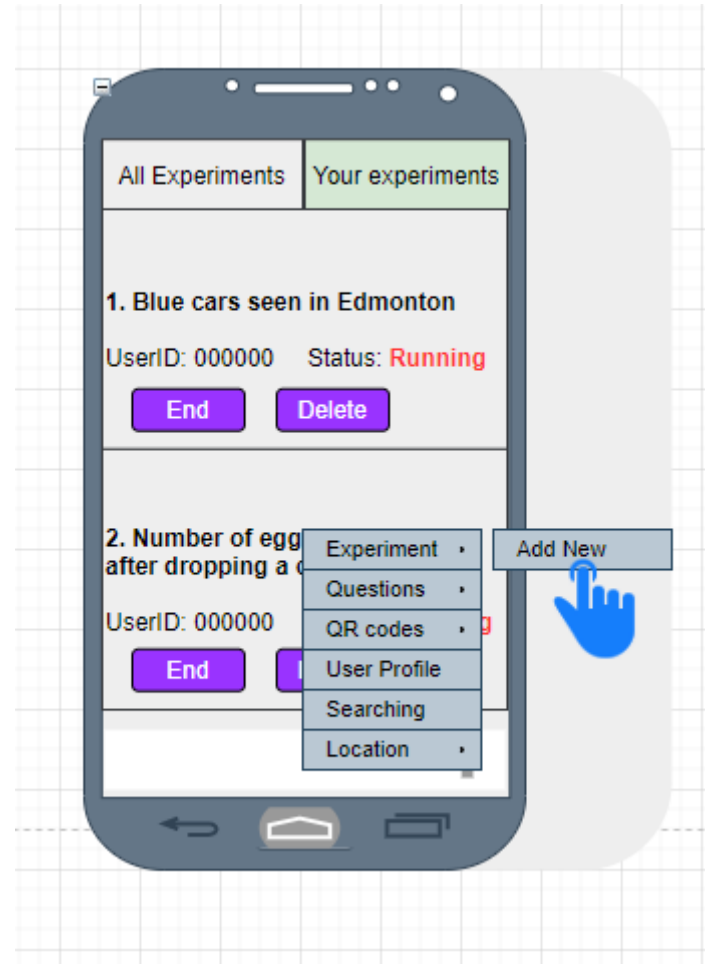 All Experiments
Your experiments
1. Blue cars seen in Edmonton
UserID: 000000 Status: Running
End
Delete
2. Number of egg
after dropping a
UserID: 000000
End
Experiment
Add New
Questions
QR codes
User Profile
Searching
Location